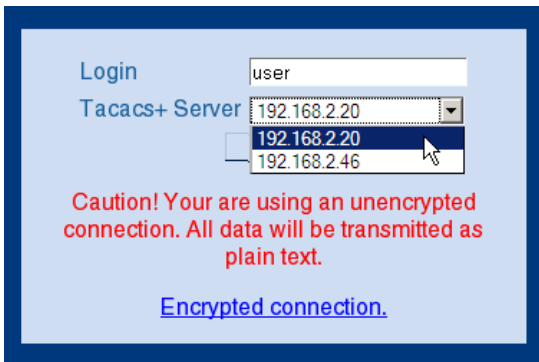 Login user
Tacacs+ Server 192.168.2.20
192.168.2.20
192.168.2.46
Caution! Your are using an unencrypted
connection. All data will be transmitted as
plain text.
Encrypted connection.